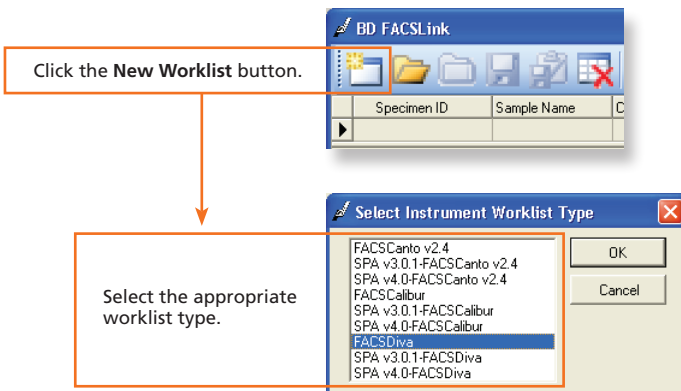 BD FACSLink
Click the New Worklist button.
Specimen ID Sample Name
Select Instrument Worklist Type
FACSCanto v2.4
SPA v3.0.1-FACSCanto v2.4
SPA v4.0-FACSCanto v2.4
FACSCalibur
SPA v3.0.1-FACSCalibur
SPA v4.0-FACSCalibur
FACSDiva
SPA v3.0.1-FACSDiva
SPA v4.0-FACSDiva
OK
Cancel
Select the appropriate
worklist type.